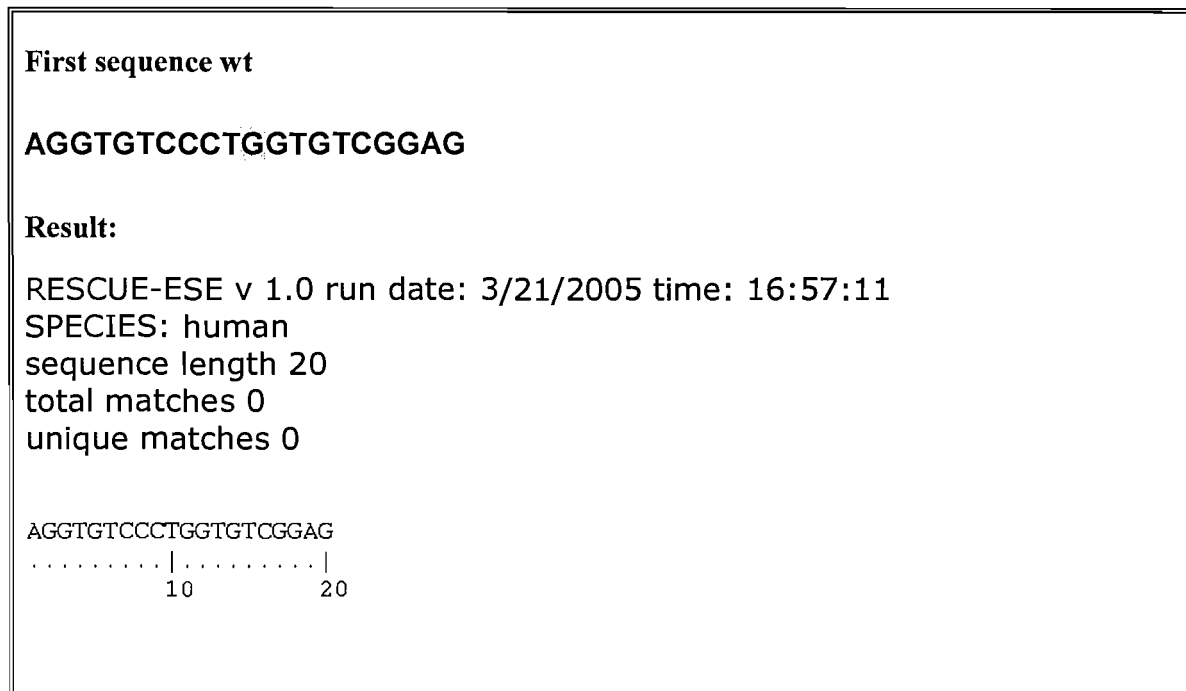 First sequence wt
AGGTGTCCCTGGTGTCGGAG
Result:
RESCUE-ESE v 1.0 run date: 3/21/2005 time: 16:57:11
SPECIES: human
sequence length 20
total matches 0
unique matches 0
AGGTGTCCCTGGTGTCGGAG
. . . . . . . . . | . . . . . . . . . |
10 20